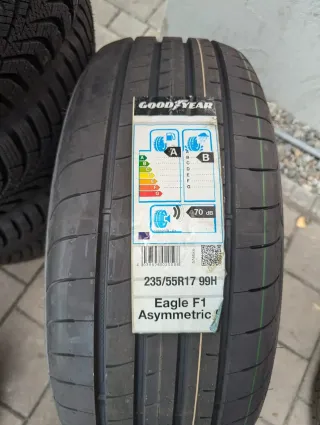 GOODYEAR
A
B
70 dB
235/55R17 99H
Eagle F1
Asymmetric